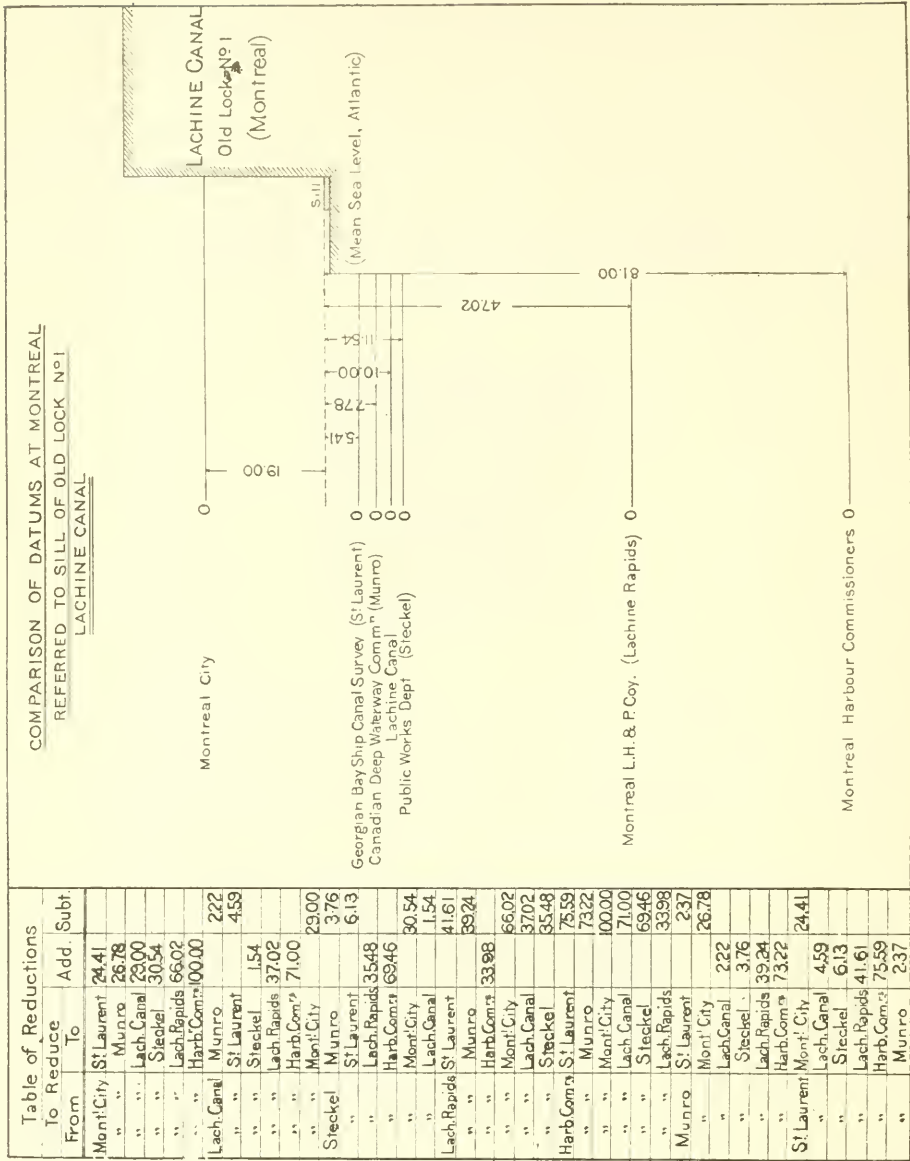 COMPARISON OF DATUMS AT MONTREAL
REFERRED TO SILL OF OLD LOCK Nº 1
LACHINE CANAL
LACHINE CANAL
Old Lock Nº 1
(Montreal)
Montreal City 0
19.00
Sill
(Mean Sea Level, Atlantic)
Georgian Bay Ship Canal Survey (St Laurent) 0
Canadian Deep Waterway Commn (Munro) 0
Lachine Canal 0
Public Works Dept (Steckel) 0
5.41
7.78
10.00
11.54
47.02
81.00
Montreal L.H. & P. Coy. (Lachine Rapids) 0
Montreal Harbour Commissioners 0
Table of Reductions
To Reduce
From To Add. Subt.
Mont! City St Laurent 24.41
" Munro 26.78
" Lach.Canal 29.00
" Steckel 30.54
" Lach.Rapids 66.02
" Harb.Comrs 100.00
Lach.Canal Munro 2.22
" St Laurent 4.59
" Steckel 1.54
" Lach Rapids 37.02
" Harb.Comrs 71.00
" Mont! City 29.00
Steckel Munro 3.76
" St Laurent 6.13
" Lach.Rapids 35.48
" Harb.Comrs 69.46
" Mont! City 30.54
" Lach.Canal 1.54
Lach.Rapids St Laurent 41.61
" Munro 39.24
" Harb.Comrs 33.98
" Mont! City 66.02
" Lach.Canal 37.02
" Steckel 35.48
Harb.Comrs St Laurent 75.59
" Munro 73.22
" Mont! City 100.00
" Lach.Canal 71.00
" Steckel 69.46
" Lach.Rapids 33.98
Munro St Laurent 2.37
" Mont! City 26.78
" Lach.Canal 2.22
" Steckel 3.76
" Lach.Rapids 39.24
" Harb.Comrs 73.22
St Laurent Mont! City 24.41
" Lach.Canal 4.59
" Steckel 6.13
" Lach.Rapids 41.61
" Harb.Comrs 75.59
" Munro 2.37